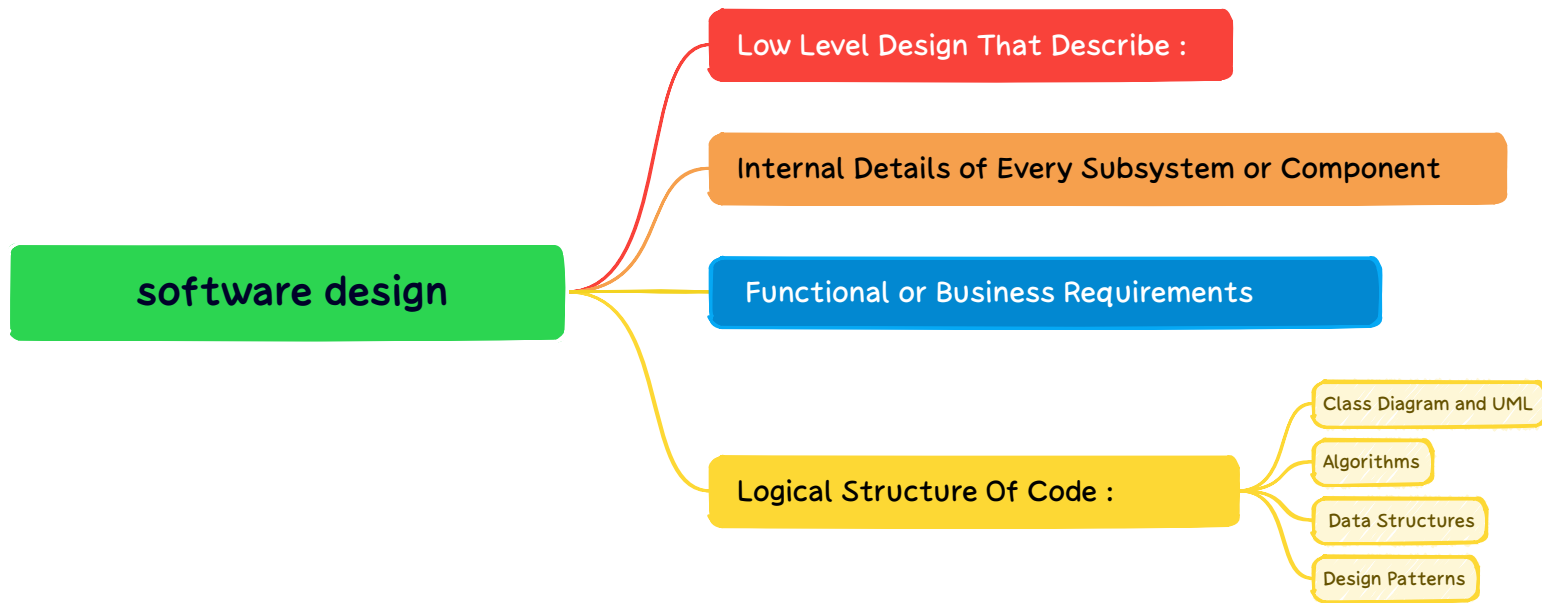 software design
Low Level Design That Describe :
Internal Details of Every Subsystem or Component
Functional or Business Requirements
Logical Structure Of Code :
Class Diagram and UML
Algorithms
Data Structures
Design Patterns